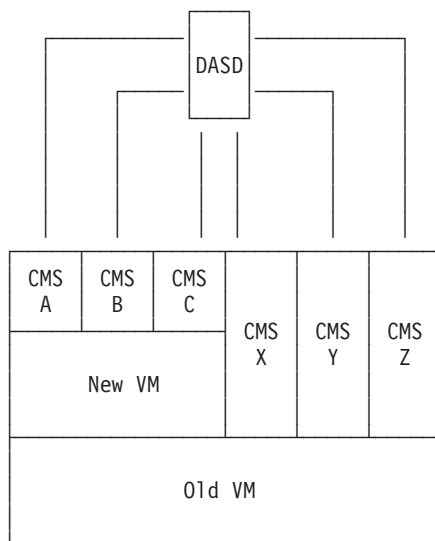 DASD
CMS A
CMS B
CMS C
CMS X
CMS Y
CMS Z
New VM
Old VM